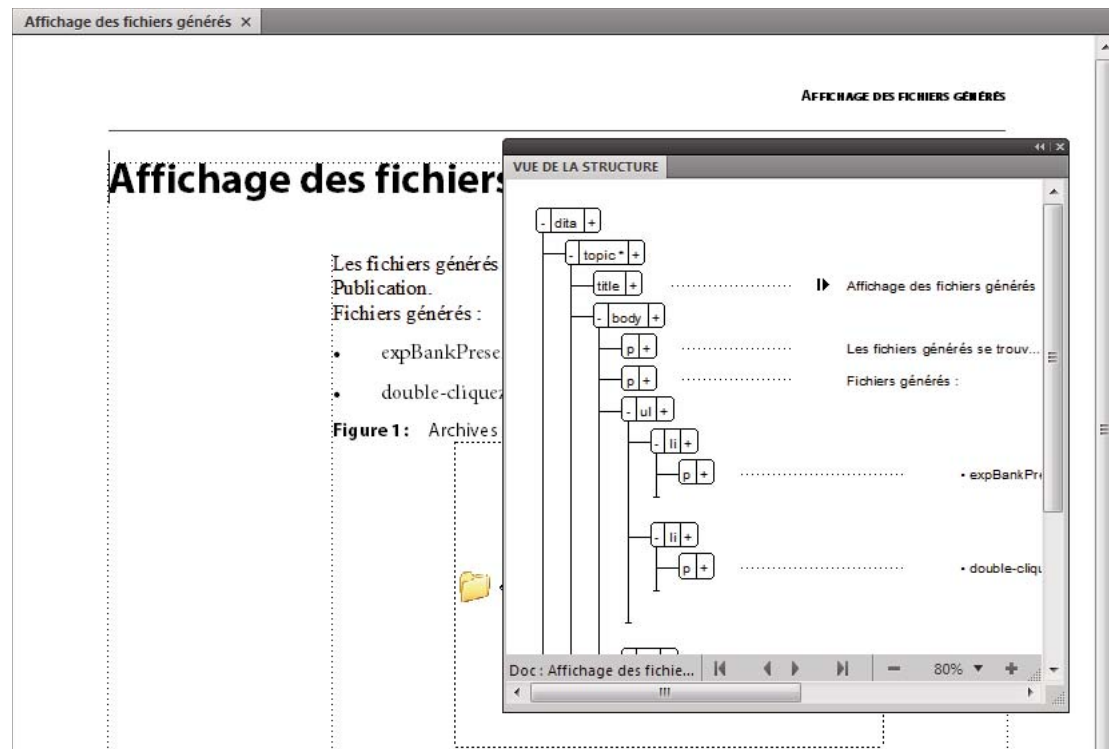 Affichage des fichiers générés ×
AFFICHAGE DES FICHIERS GÉNÉRÉS
Affichage des fichiers
Les fichiers générés
Publication.
Fichiers générés :
• expBankPrese
• double-cliquez
Figure 1 : Archives
VUE DE LA STRUCTURE
- dita +
- topic * +
title + Affichage des fichiers générés
- body +
p + Les fichiers générés se trouv...
p + Fichiers générés :
- ul +
- li +
p + • expBankPre
- li +
p + • double-cliqu
Doc : Affichage des fichie... 80%